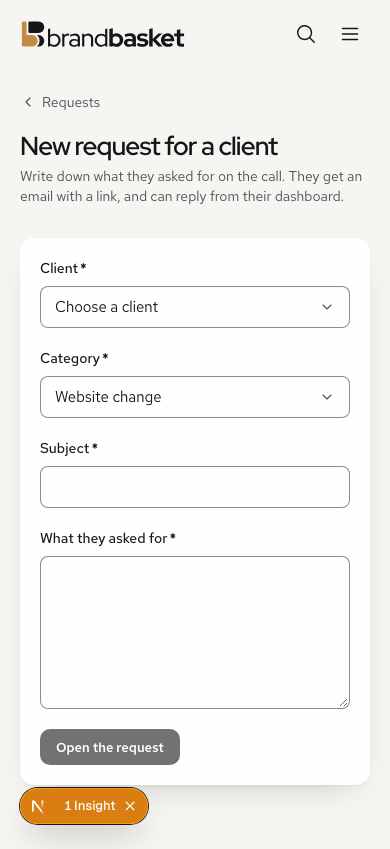 brandbasket
Requests
New request for a client
Write down what they asked for on the call. They get an
email with a link, and can reply from their dashboard.
Client *
Choose a client
Category *
Website change
Subject *
What they asked for *
Open the request
N 1 Insight